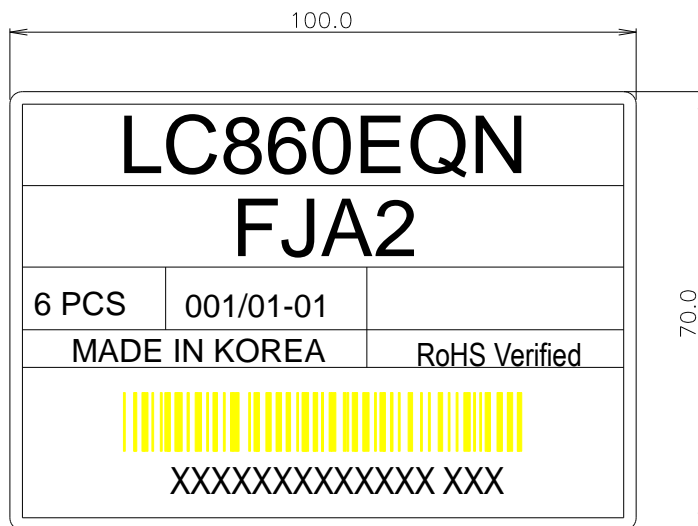 100.0
LC860EQN
FJA2
6 PCS 001/01-01
70.0
MADE IN KOREA RoHS Verified
XXXXXXXXXXXXX XXX